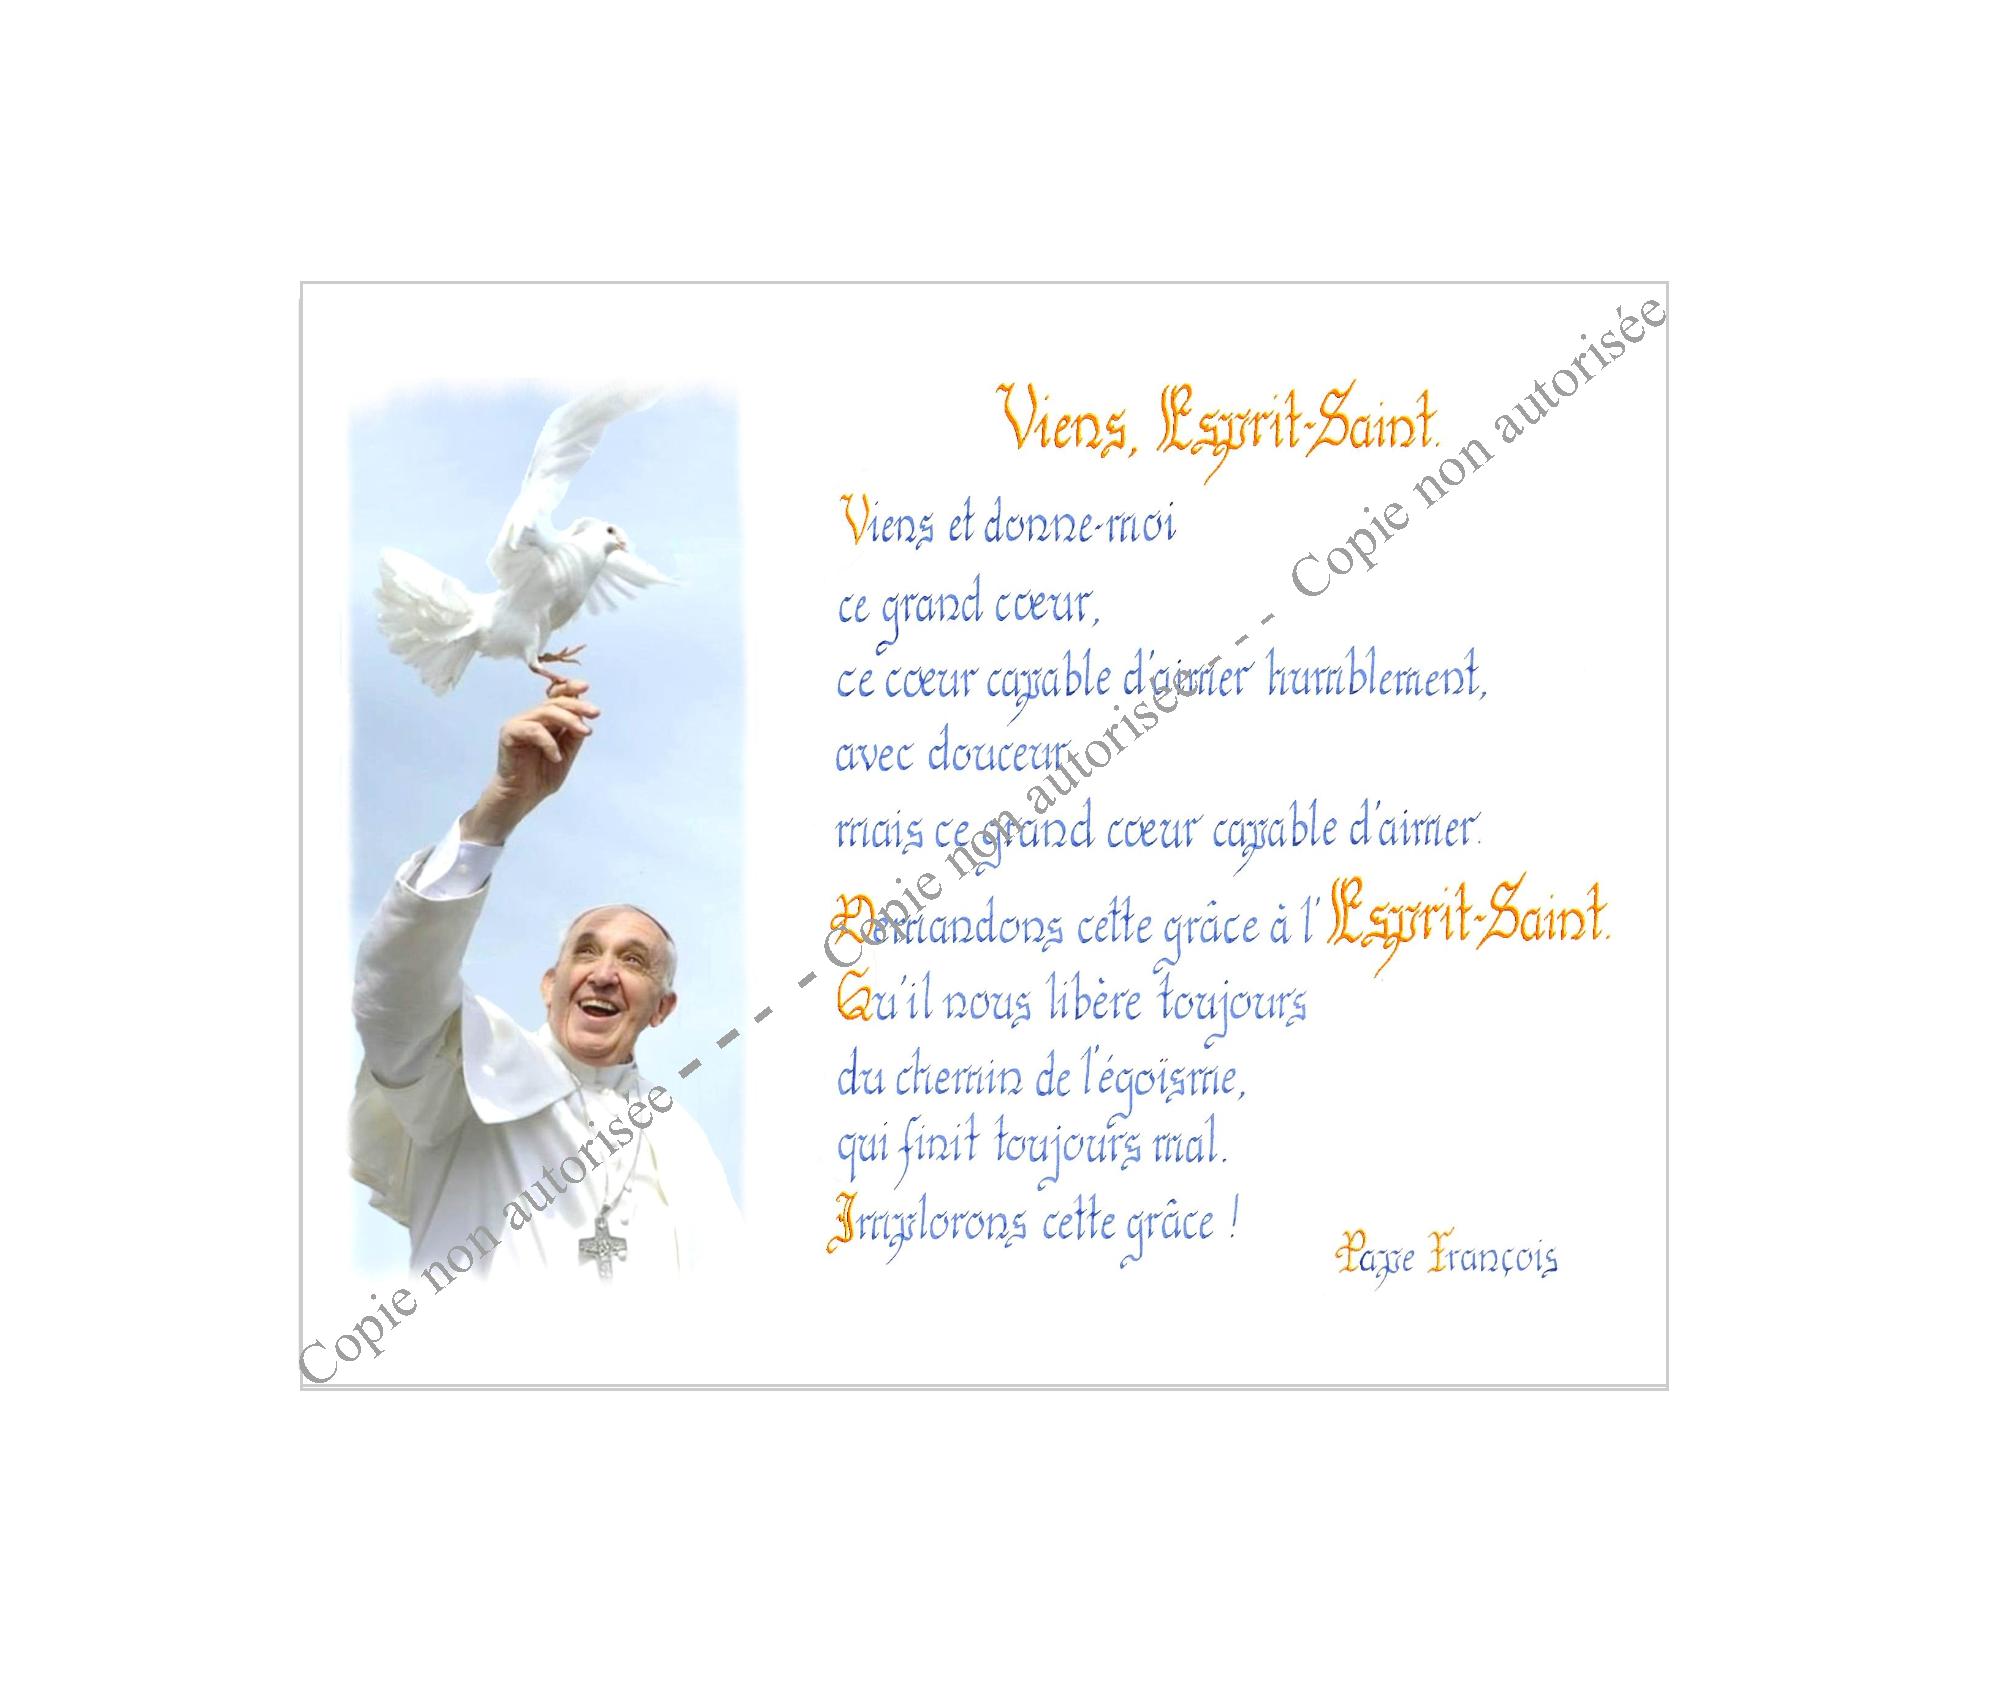 Viens, Esprit-Saint.
Viens et donne-moi
ce grand cœur,
ce cœur capable d'aimer humblement,
avec douceur
mais ce grand cœur capable d'aimer.
Demandons cette grâce à l'Esprit-Saint.
Qu'il nous libère toujours
du chemin de l'égoïsme,
qui finit toujours mal.
Implorons cette grâce !
Pape François
Copie non autorisée - - - - Copie non autorisée - - - Copie non autorisée